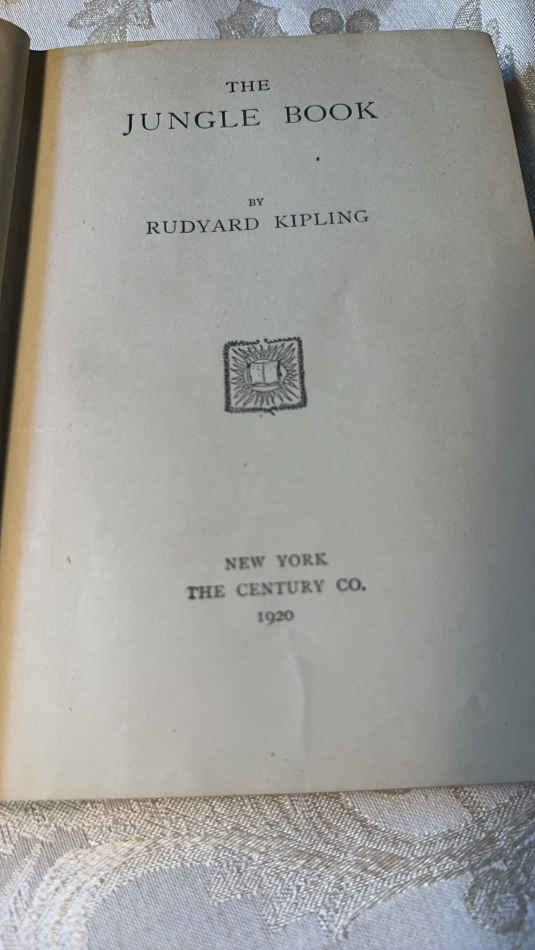 THE
JUNGLE BOOK
BY
RUDYARD KIPLING
NEW YORK
THE CENTURY CO.
1920